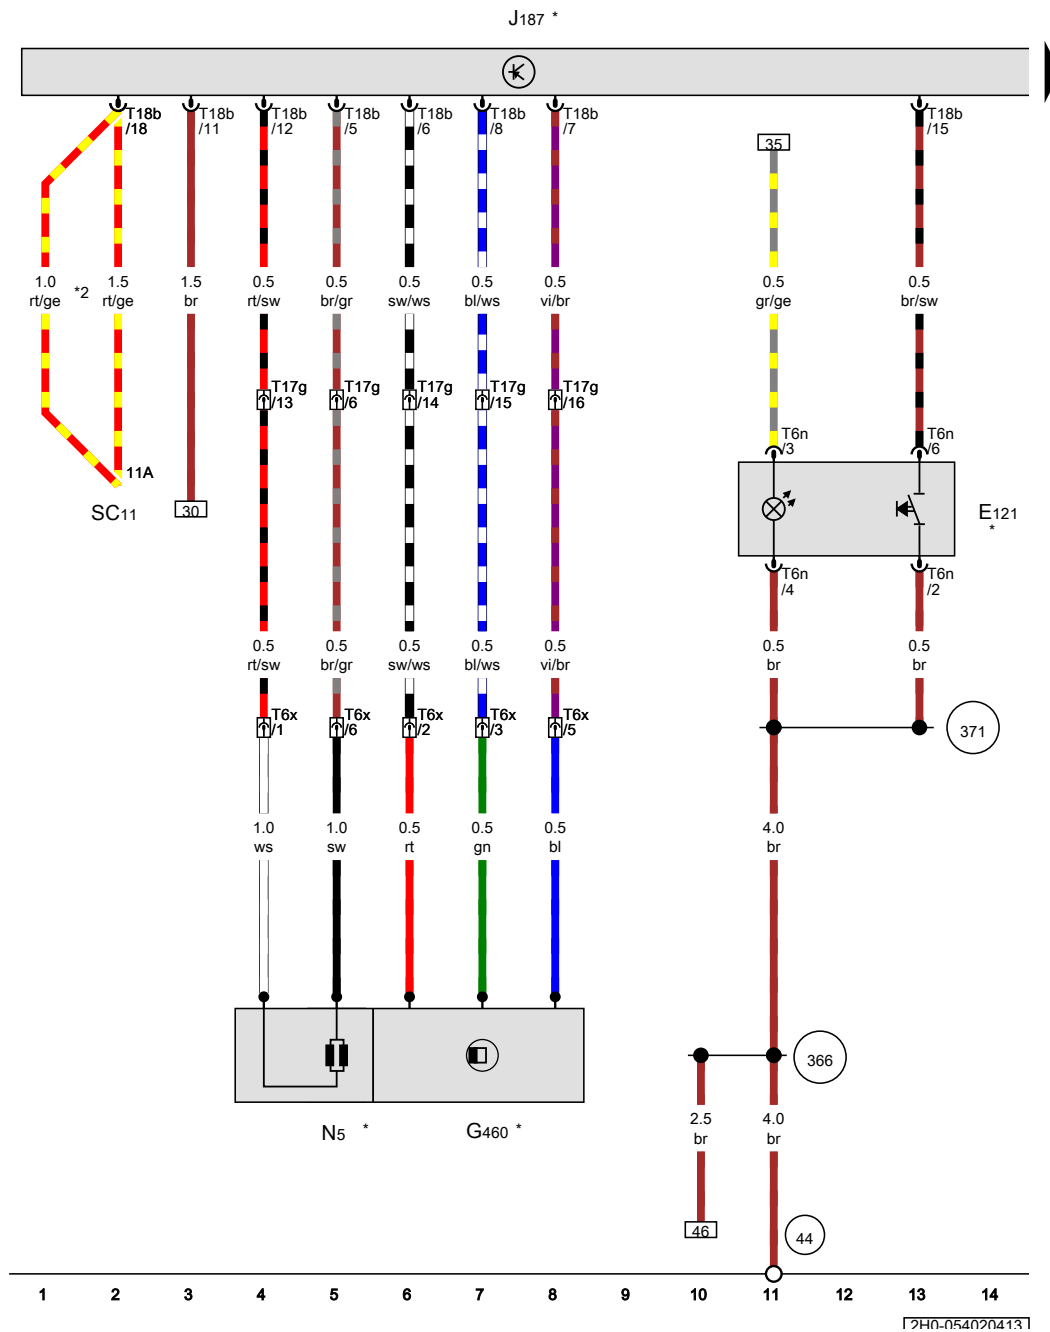 J187 *
T18b T18b T18b T18b T18b T18b T18b T18b
/18 /11 /12 /5 /6 /8 /7 /15
35
1.0 *2 1.5 1.5 0.5 0.5 0.5 0.5 0.5 0.5 0.5
rt/ge rt/ge br rt/sw br/gr sw/ws bl/ws vi/br gr/ge br/sw
T17g T17g T17g T17g T17g
/13 /6 /14 /15 /16
T6n T6n
/3 /6
11A
SC11 30 E121
*
T6n T6n
/4 /2
0.5 0.5 0.5 0.5 0.5 0.5 0.5
rt/sw br/gr sw/ws bl/ws vi/br br br
T6x T6x T6x T6x T6x
/1 /6 /2 /3 /5
371
1.0 1.0 0.5 0.5 0.5 4.0
ws sw rt gn bl br
366
N5 * G460 *
2.5 4.0
br br
46 44
1 2 3 4 5 6 7 8 9 10 11 12 13 14
2H0-054020413